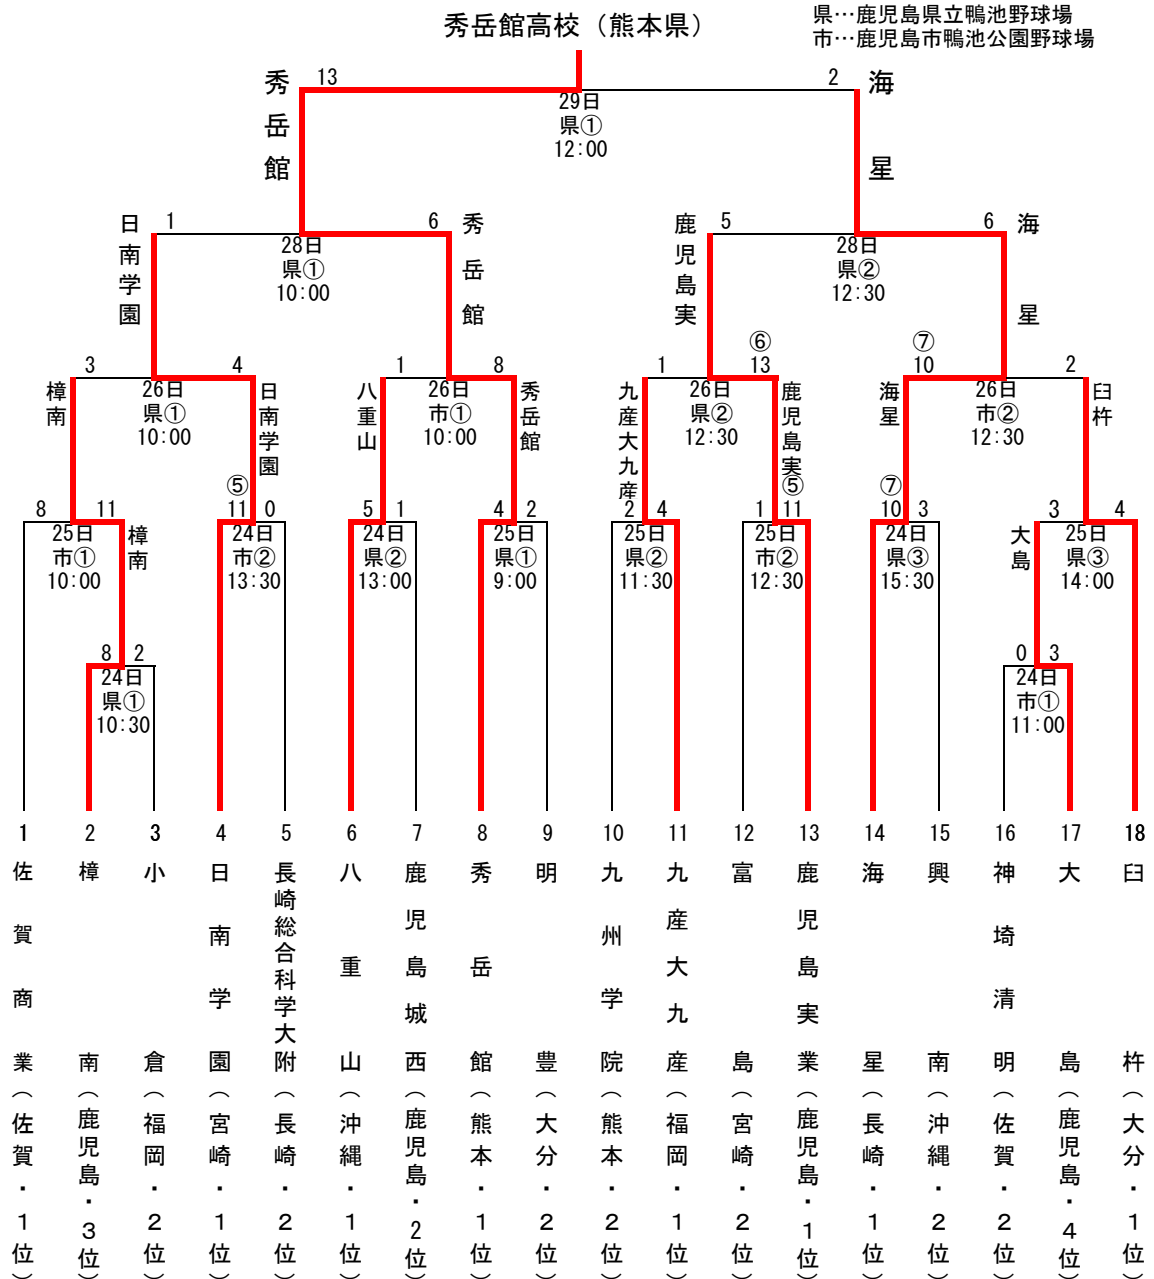 秀岳館高校（熊本県）
県…鹿児島県立鴨池野球場
市…鹿児島市鴨池公園野球場
秀岳館
13
2
海星
29日
県①
12:00
日南学園
1
6
秀岳館
28日
県①
10:00
鹿児島実
5
6
海星
28日
県②
12:30
樟南
3
4
日南学園
26日
県①
10:00
八重山
1
8
秀岳館
26日
市①
10:00
九産大九産
1
⑥
13
鹿児島実
26日
県②
12:30
海星
⑦
10
2
臼杵
26日
市②
12:30
8
11
樟南
25日
市①
10:00
⑤
11
0
24日
市②
13:30
5
1
24日
県②
13:00
4
2
25日
県①
9:00
2
4
25日
県②
11:30
1
⑤
11
25日
市②
12:30
⑦
10
3
24日
県③
15:30
大島
3
4
25日
県③
14:00
8
2
24日
県①
10:30
0
3
24日
市①
11:00
1
佐賀商業（佐賀・1位）
2
樟南（鹿児島・3位）
3
小倉（福岡・2位）
4
日南学園（宮崎・1位）
5
長崎総合科学大附（長崎・2位）
6
八重山（沖縄・1位）
7
鹿児島城西（鹿児島・2位）
8
秀岳館（熊本・1位）
9
明豊（大分・2位）
10
九州学院（熊本・2位）
11
九産大九産（福岡・1位）
12
富島（宮崎・2位）
13
鹿児島実業（鹿児島・1位）
14
海星（長崎・1位）
15
興南（沖縄・2位）
16
神埼清明（佐賀・2位）
17
大島（鹿児島・4位）
18
臼杵（大分・1位）